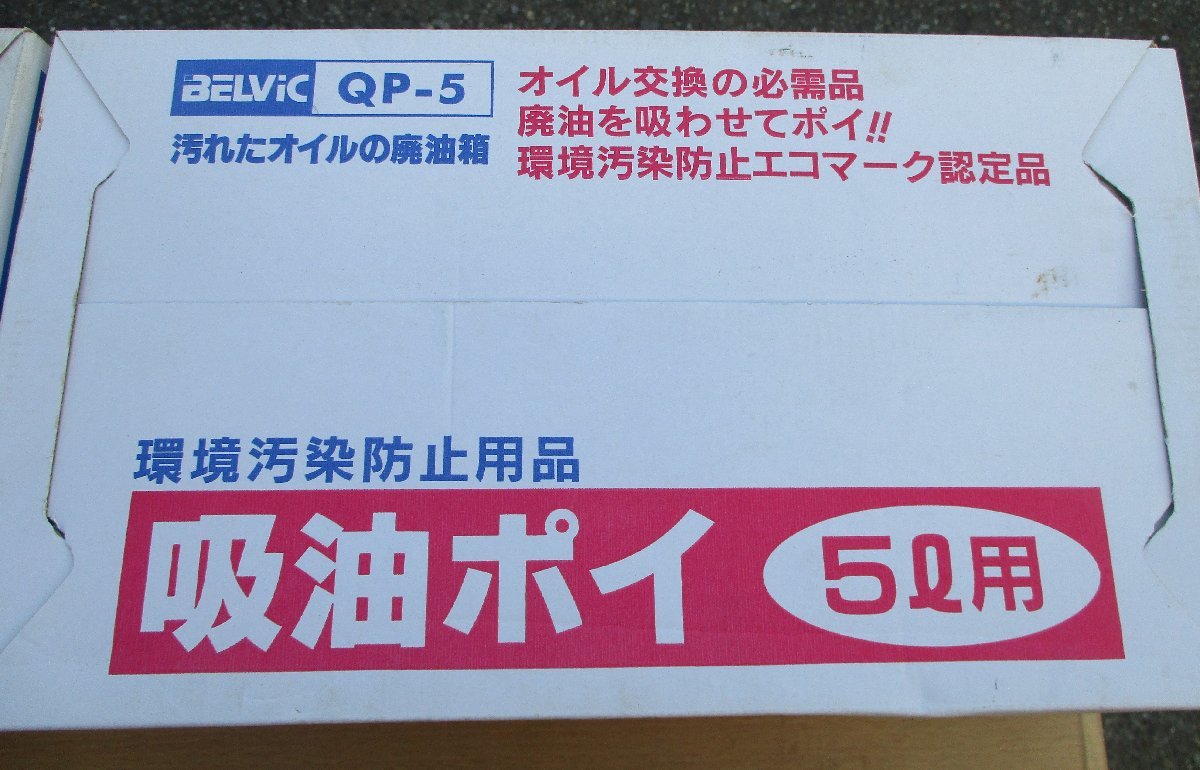 BELVIC QP-5
汚れたオイルの廃油箱
オイル交換の必需品
廃油を吸わせてポイ!!
環境汚染防止エコマーク認定品
環境汚染防止用品
吸油ポイ 5ℓ用